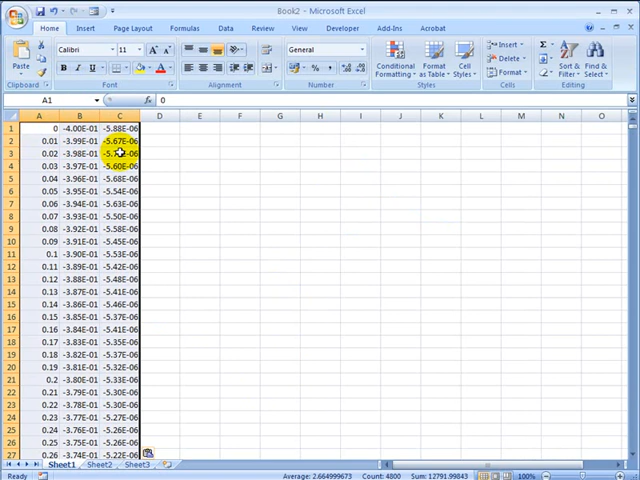 Book2 - Microsoft Excel
Home Insert Page Layout Formulas Data Review View Developer Add-Ins Acrobat
Calibri 11 General
Paste
Conditional Formatting Format as Table Cell Styles
Insert
Delete
Format
Sort & Filter Find & Select
Clipboard Font Alignment Number Styles Cells Editing
A1 fx 0
A B C D E F G H I J K L M N O
1 0 -4.00E-01 -5.88E-06
2 0.01 -3.99E-01 -5.67E-06
3 0.02 -3.98E-01
4 0.03 -3.97E-01 -5.60E-06
5 0.04 -3.96E-01 -5.68E-06
6 0.05 -3.95E-01 -5.54E-06
7 0.06 -3.94E-01 -5.63E-06
8 0.07 -3.93E-01 -5.50E-06
9 0.08 -3.92E-01 -5.58E-06
10 0.09 -3.91E-01 -5.45E-06
11 0.1 -3.90E-01 -5.53E-06
12 0.11 -3.89E-01 -5.42E-06
13 0.12 -3.88E-01 -5.48E-06
14 0.13 -3.87E-01 -5.41E-06
15 0.14 -3.86E-01 -5.46E-06
16 0.15 -3.85E-01 -5.37E-06
17 0.16 -3.84E-01 -5.41E-06
18 0.17 -3.83E-01 -5.35E-06
19 0.18 -3.82E-01 -5.37E-06
20 0.19 -3.81E-01 -5.32E-06
21 0.2 -3.80E-01 -5.33E-06
22 0.21 -3.79E-01 -5.30E-06
23 0.22 -3.78E-01 -5.30E-06
24 0.23 -3.77E-01 -5.27E-06
25 0.24 -3.76E-01 -5.26E-06
26 0.25 -3.75E-01 -5.26E-06
27 0.26 -3.74E-01 -5.22E-06
Sheet1 Sheet2 Sheet3
Ready Average: 2.664999673 Count: 4800 Sum: 12791.99843 100%